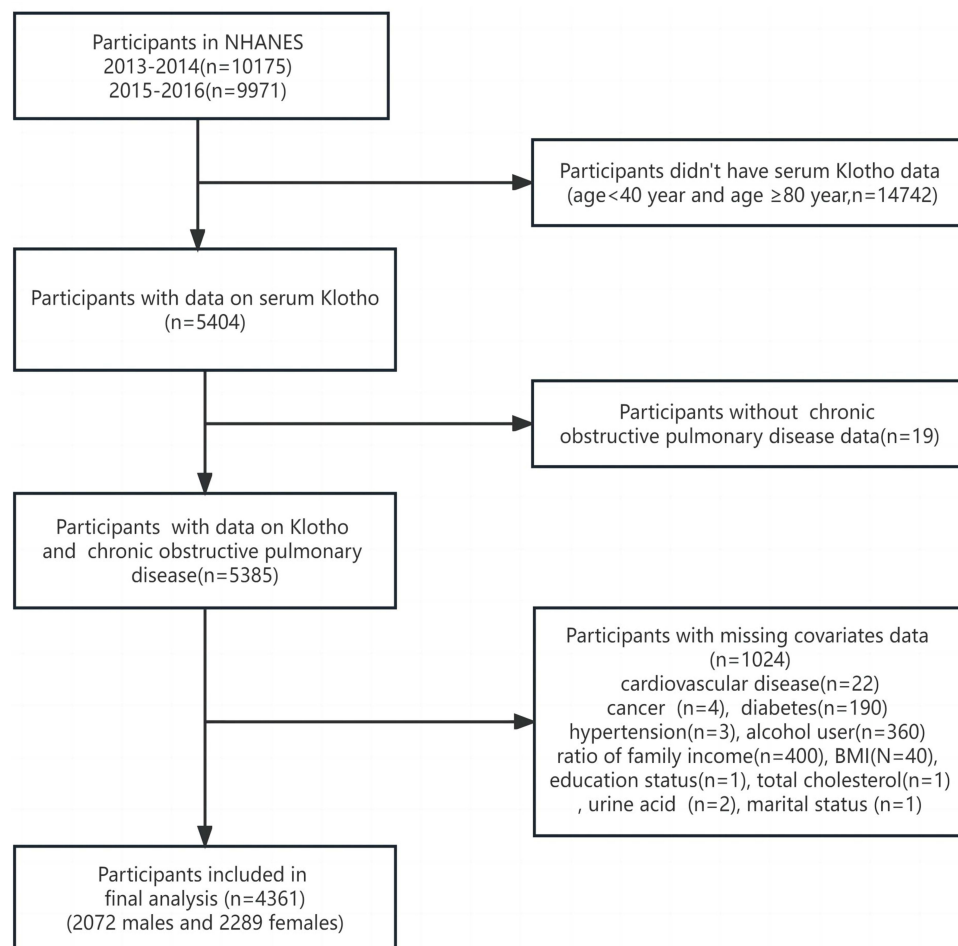 Participants in NHANES
2013-2014(n=10175)
2015-2016(n=9971)
Participants didn't have serum Klotho data
(age<40 year and age ≥80 year,n=14742)
Participants with data on serum Klotho
(n=5404)
Participants without  chronic
obstructive pulmonary disease data(n=19)
Participants  with data on Klotho
and  chronic obstructive pulmonary
disease(n=5385)
Participants with missing covariates data
(n=1024)
cardiovascular disease(n=22)
cancer  (n=4),  diabetes(n=190)
hypertension(n=3), alcohol user(n=360)
ratio of family income(n=400), BMI(N=40),
education status(n=1), total cholesterol(n=1)
, urine acid  (n=2), marital status (n=1)
Participants included in
final analysis (n=4361)
(2072 males and 2289 females)